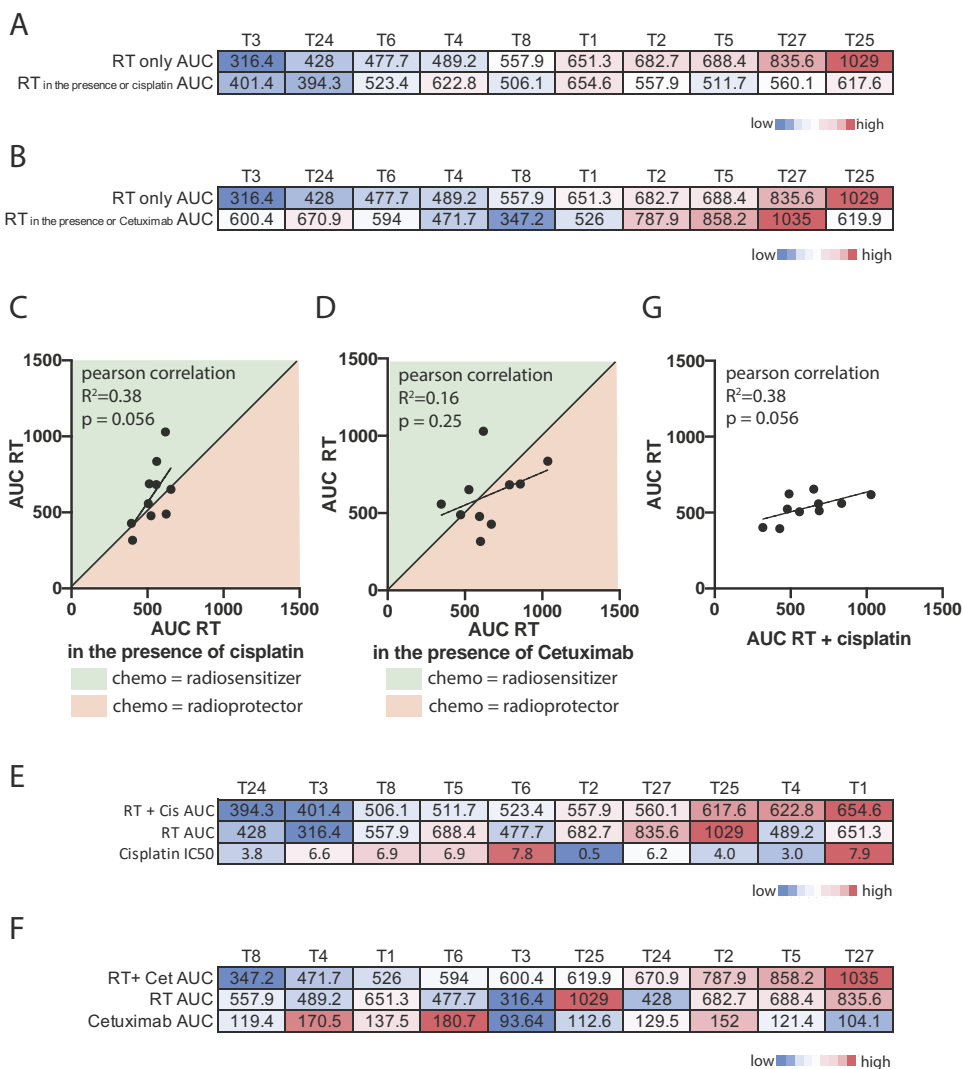 A
T3 T24 T6 T4 T8 T1 T2 T5 T27 T25
RT only AUC 316.4 428 477.7 489.2 557.9 651.3 682.7 688.4 835.6 1029
RT in the presence or cisplatin AUC 401.4 394.3 523.4 622.8 506.1 654.6 557.9 511.7 560.1 617.6
low high
B
T3 T24 T6 T4 T8 T1 T2 T5 T27 T25
RT only AUC 316.4 428 477.7 489.2 557.9 651.3 682.7 688.4 835.6 1029
RT in the presence or Cetuximab AUC 600.4 670.9 594 471.7 347.2 526 787.9 858.2 1035 619.9
low high
C
1500
1000
500
0
AUC RT
pearson correlation
R²=0.38
p = 0.056
0 500 1000 1500
AUC RT
in the presence of cisplatin
chemo = radiosensitizer
chemo = radioprotector
D
1500
1000
500
0
AUC RT
pearson correlation
R²=0.16
p = 0.25
0 500 1000 1500
AUC RT
in the presence of Cetuximab
chemo = radiosensitizer
chemo = radioprotector
G
1500
1000
500
0
AUC RT
pearson correlation
R²=0.38
p = 0.056
0 500 1000 1500
AUC RT + cisplatin
E
T24 T3 T8 T5 T6 T2 T27 T25 T4 T1
RT + Cis AUC 394.3 401.4 506.1 511.7 523.4 557.9 560.1 617.6 622.8 654.6
RT AUC 428 316.4 557.9 688.4 477.7 682.7 835.6 1029 489.2 651.3
Cisplatin IC50 3.8 6.6 6.9 6.9 7.8 0.5 6.2 4.0 3.0 7.9
low high
F
T8 T4 T1 T6 T3 T25 T24 T2 T5 T27
RT+ Cet AUC 347.2 471.7 526 594 600.4 619.9 670.9 787.9 858.2 1035
RT AUC 557.9 489.2 651.3 477.7 316.4 1029 428 682.7 688.4 835.6
Cetuximab AUC 119.4 170.5 137.5 180.7 93.64 112.6 129.5 152 121.4 104.1
low high